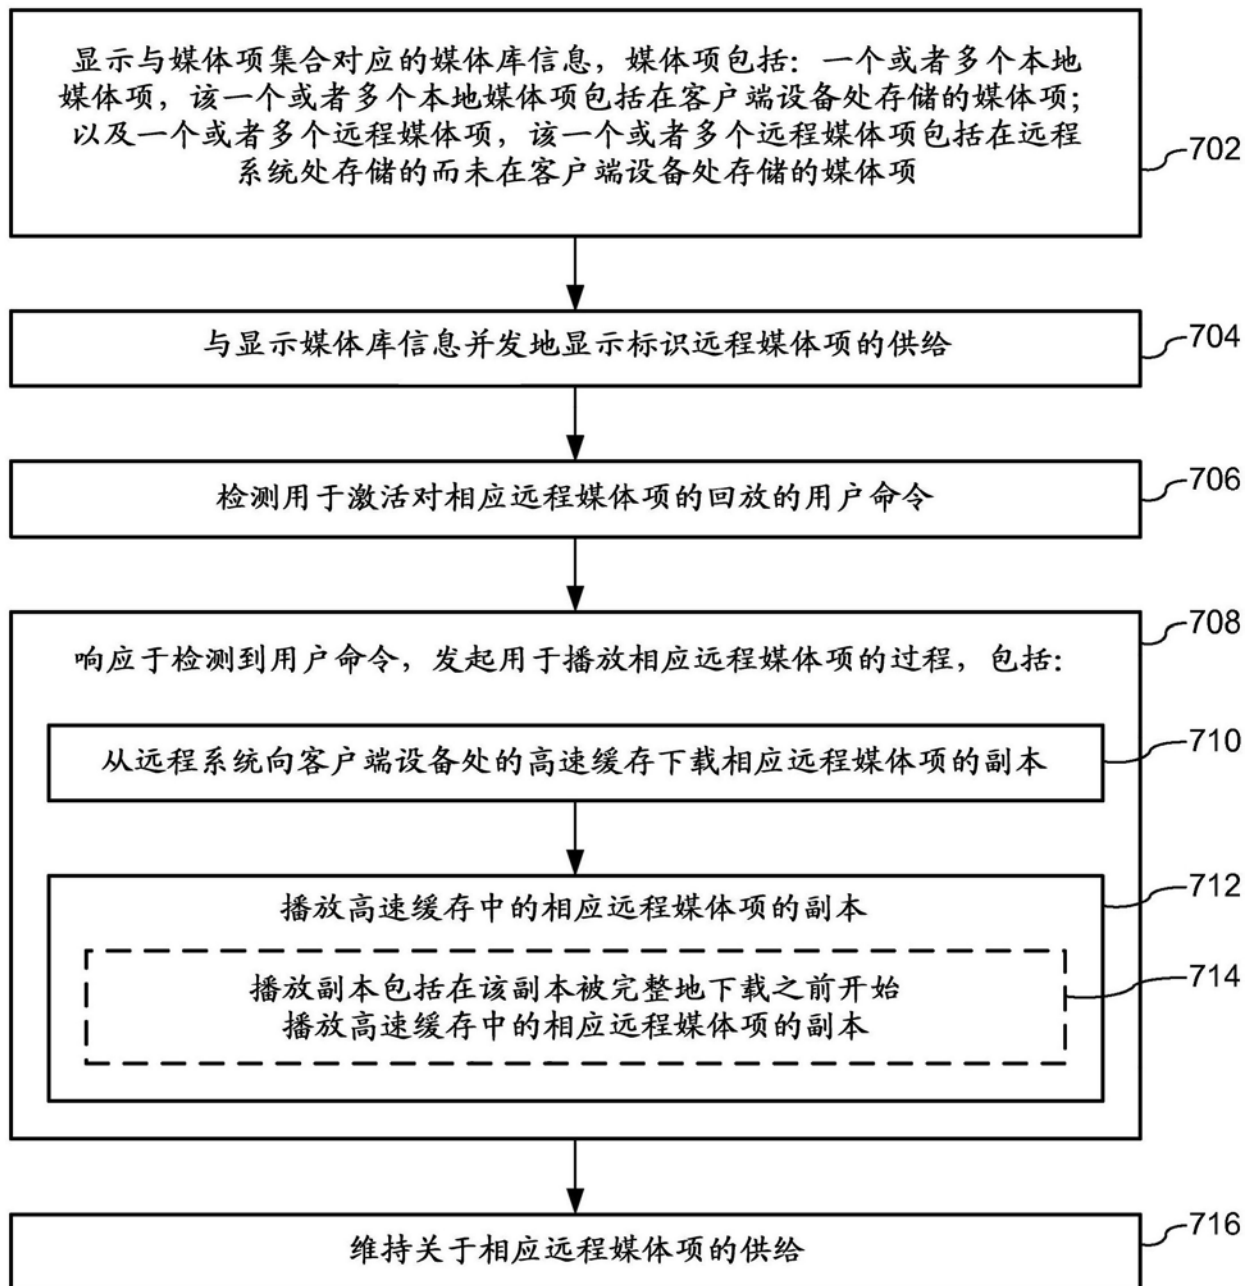 显示与媒体项集合对应的媒体库信息，媒体项包括：一个或者多个本地
媒体项，该一个或者多个本地媒体项包括在客户端设备处存储的媒体项；
以及一个或者多个远程媒体项，该一个或者多个远程媒体项包括在远程
系统处存储的而未在客户端设备处存储的媒体项
702
与显示媒体库信息并发地显示标识远程媒体项的供给
704
检测用于激活对相应远程媒体项的回放的用户命令
706
708
响应于检测到用户命令，发起用于播放相应远程媒体项的过程，包括：
从远程系统向客户端设备处的高速缓存下载相应远程媒体项的副本
710
712
播放高速缓存中的相应远程媒体项的副本
播放副本包括在该副本被完整地下载之前开始
播放高速缓存中的相应远程媒体项的副本
714
维持关于相应远程媒体项的供给
716